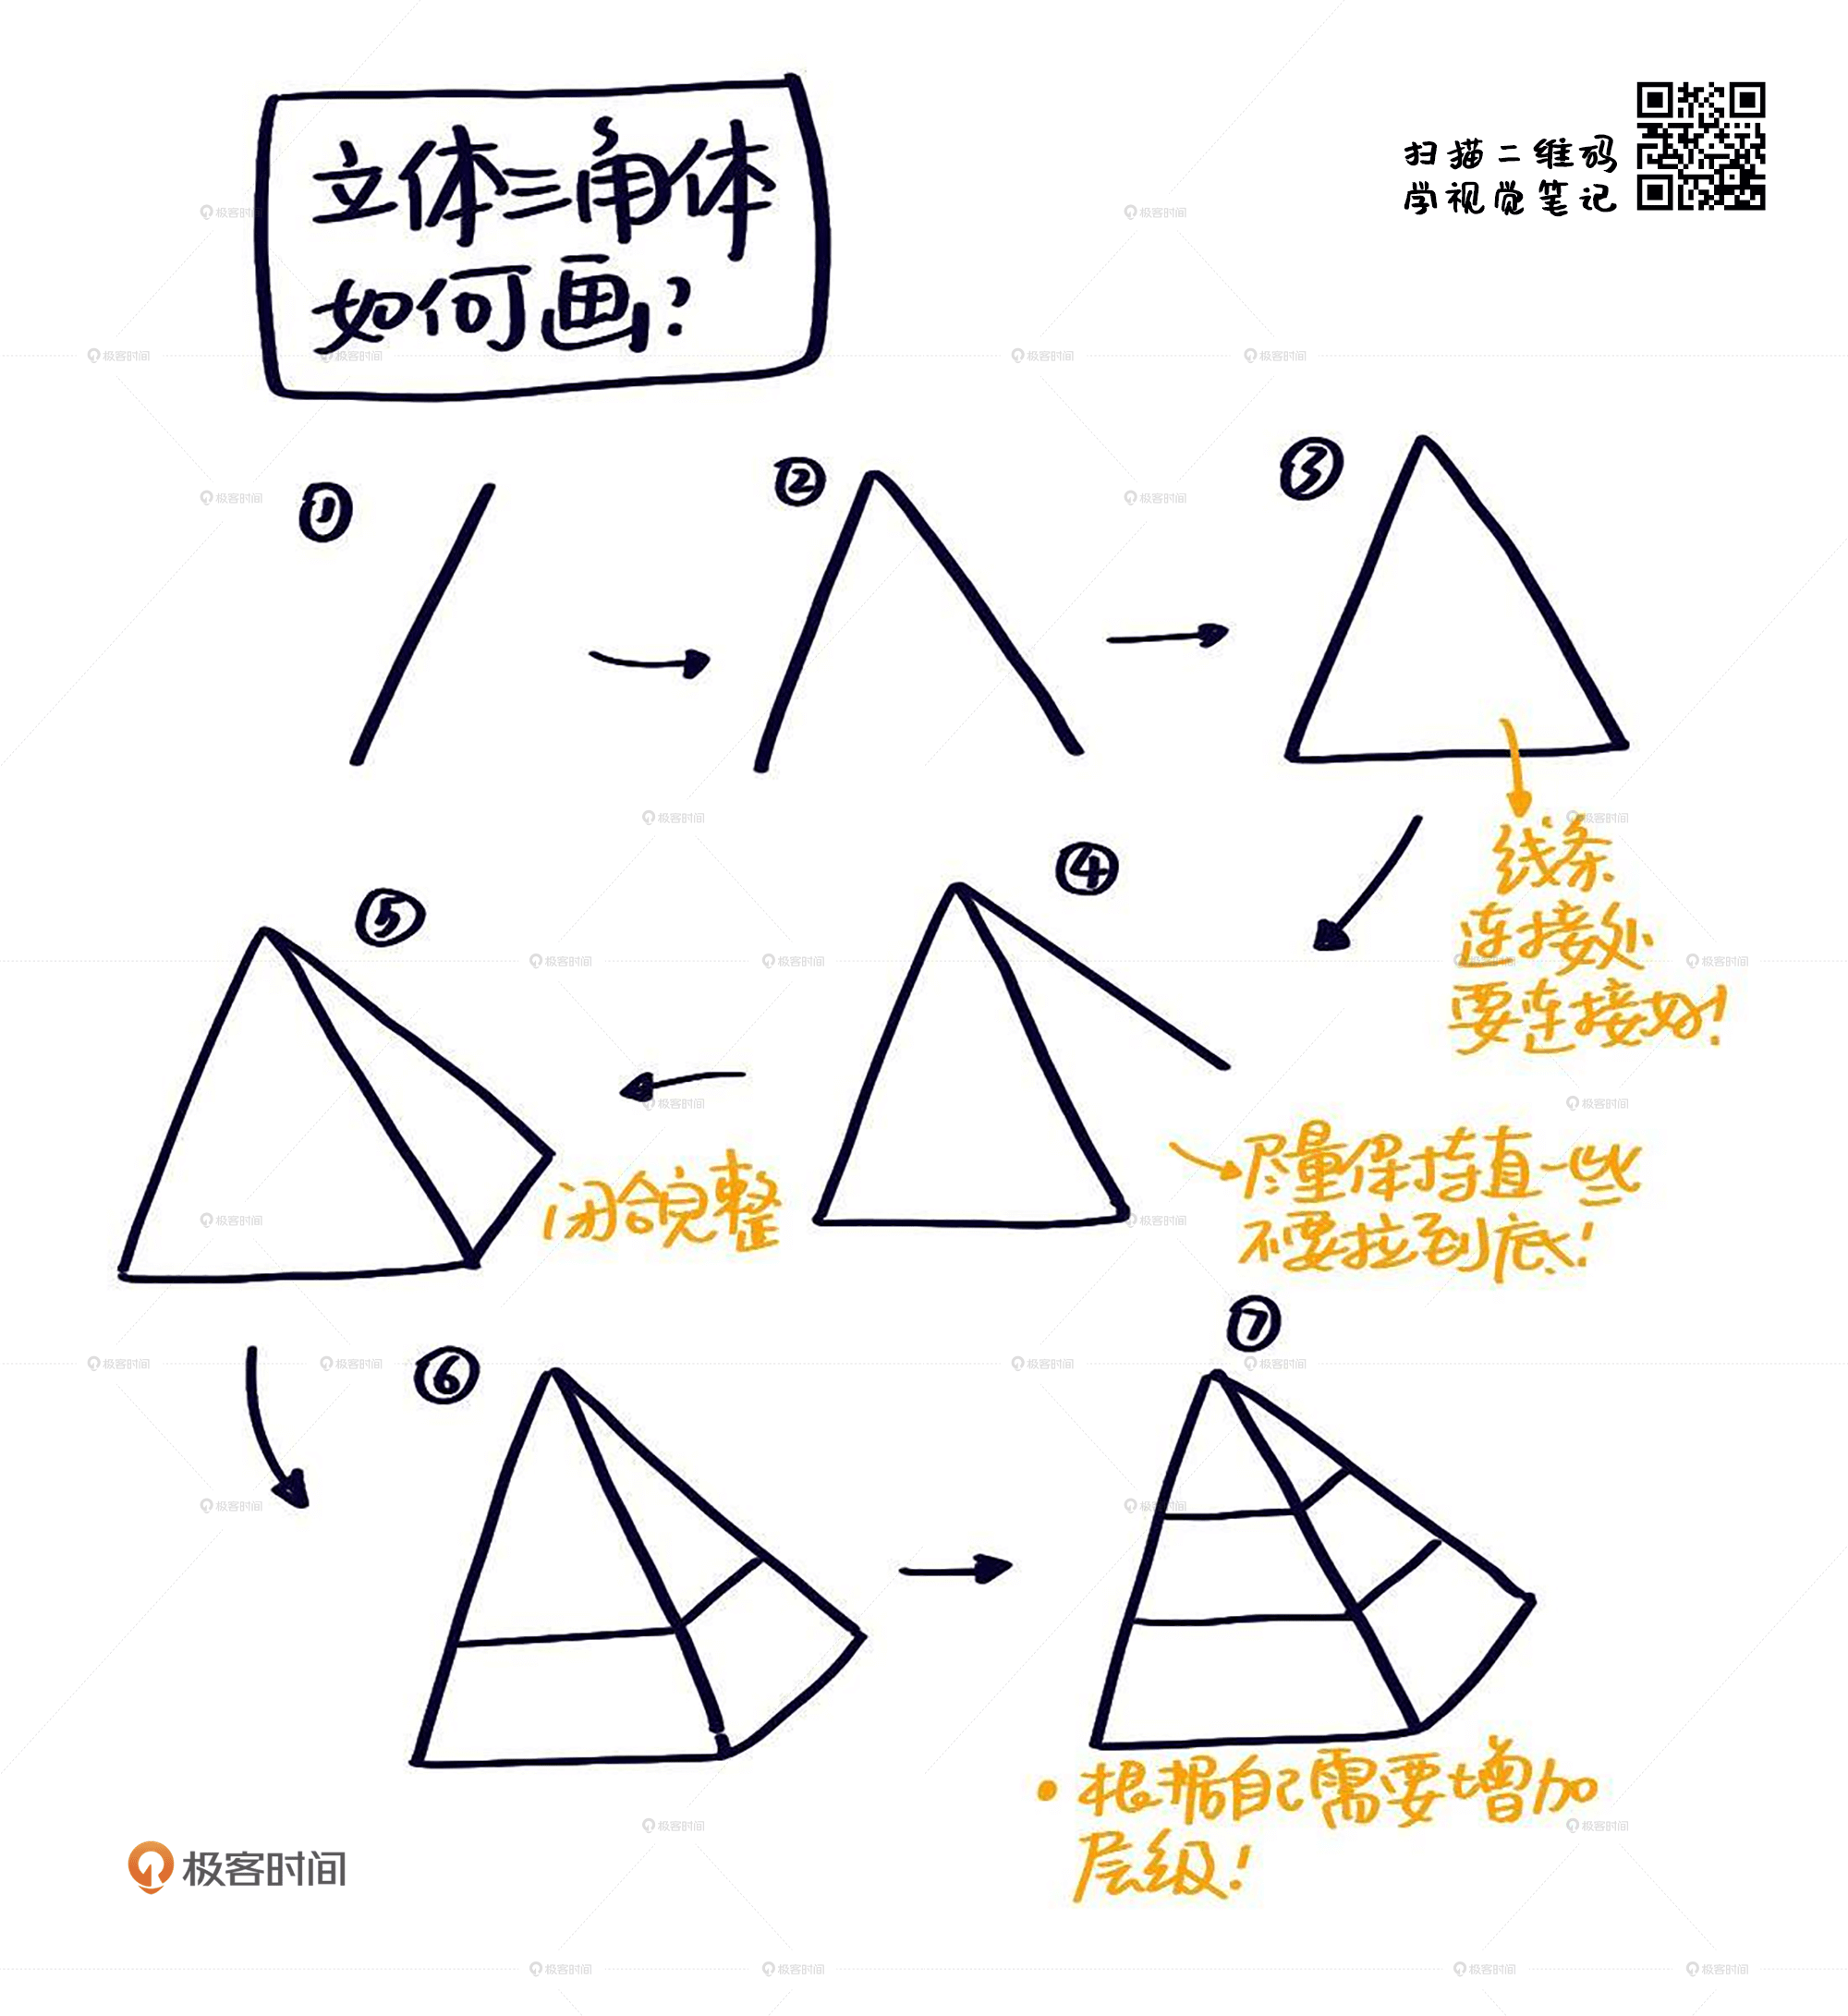 立体三角体
如何画?
扫描二维码
学视觉笔记
①
②
③
线条
连接处
要连接好!
④
尽量保持直一些
不要拉到底!
⑤
闭合完整
⑥
⑦
• 根据自己需要增加
层级!
极客时间